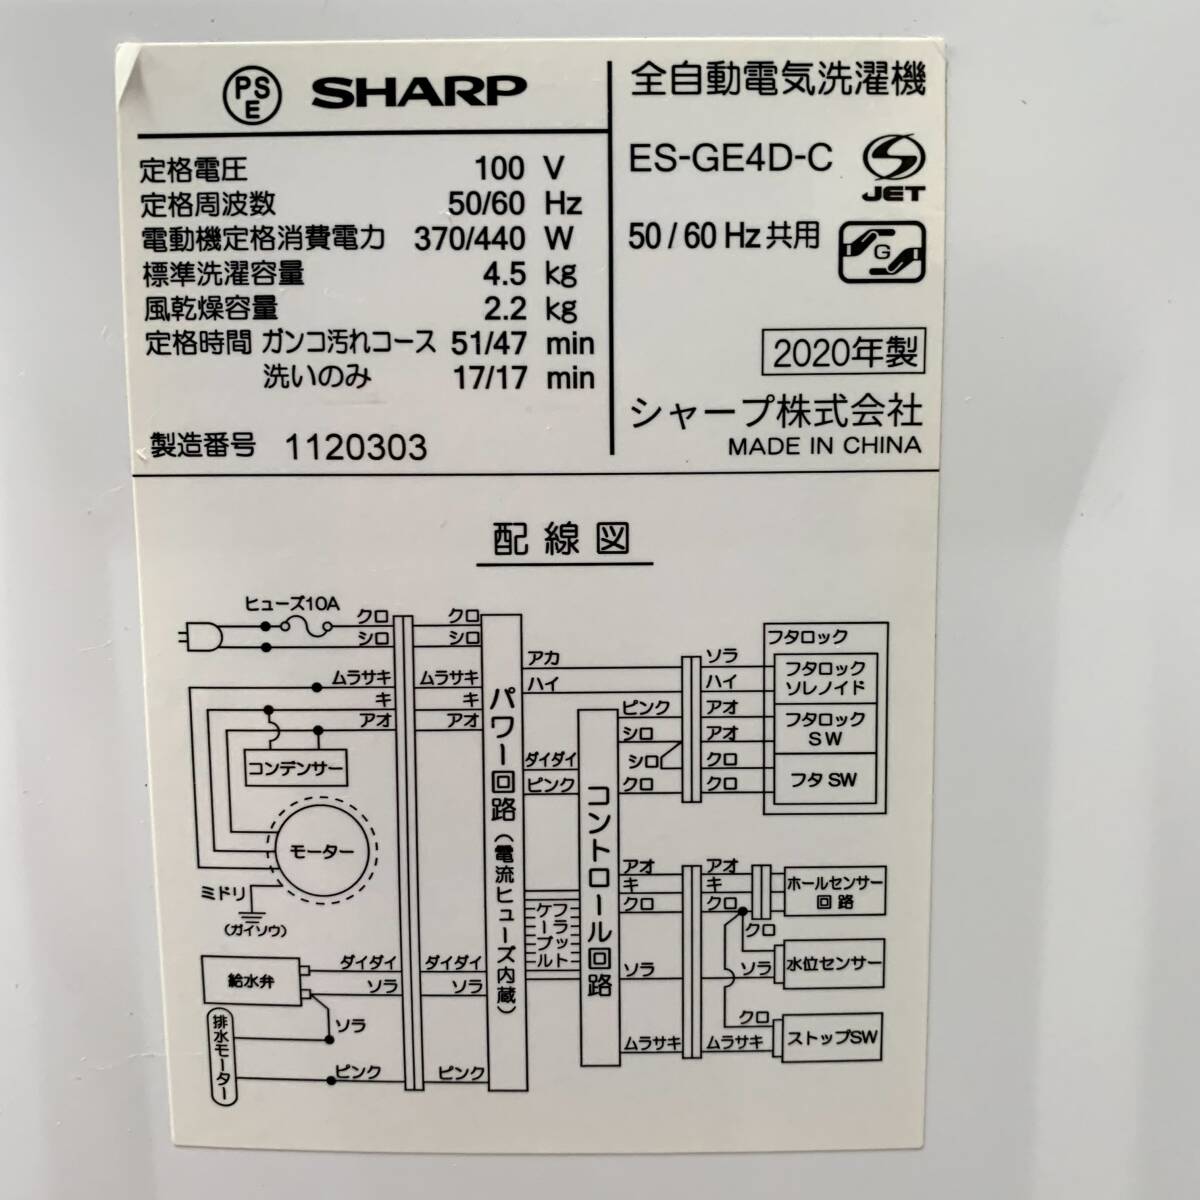 PSE SHARP
定格電圧 100 V
定格周波数 50/60 Hz
電動機定格消費電力 370/440 W
標準洗濯容量 4.5 kg
風乾燥容量 2.2 kg
定格時間 ガンコ汚れコース 51/47 min
洗いのみ 17/17 min
製造番号 1120303
全自動電気洗濯機
ES-GE4D-C
JET
50/60 Hz 共用
G
2020年製
シャープ株式会社
MADE IN CHINA
配線図
ヒューズ10A
クロ
シロ
ムラサキ
キ
アオ
コンデンサー
モーター
ミドリ
(ガイソウ)
給水弁
ダイダイ
ソラ
排水モーター
ソラ
ピンク
クロ
シロ
ムラサキ
キ
アオ
ダイダイ
ソラ
ピンク
パワー回路(電流ヒューズ内蔵)
アカ
ハイ
ダイダイ
ピンク
フラット
ケーブル
コントロール回路
ピンク
シロ
シロ
クロ
アオ
キ
クロ
ソラ
ムラサキ
ソラ
ハイ
アオ
アオ
クロ
クロ
フタロック
フタロック
ソレノイド
フタロック
SW
フタ SW
アオ
キ
クロ
クロ
ソラ
クロ
ムラサキ
ホールセンサー
回路
水位センサー
ストップSW